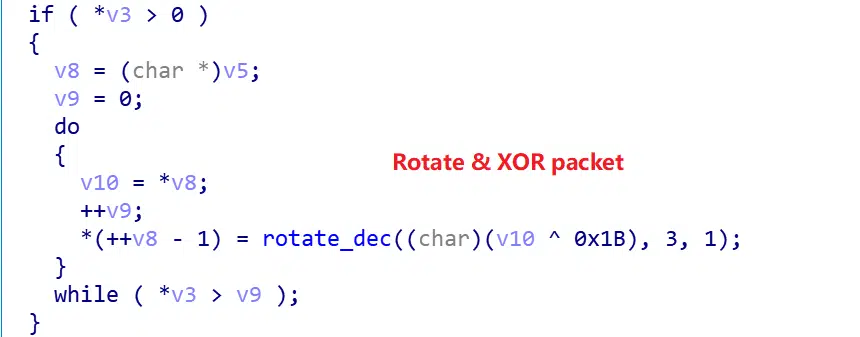 if ( *v3 > 0 )
{
v8 = (char *)v5;
v9 = 0;
do
{
Rotate & XOR packet
v10 = *v8;
++v9;
*(++v8 - 1) = rotate_dec((char)(v10 ^ 0x1B), 3, 1);
}
while ( *v3 > v9 );
}